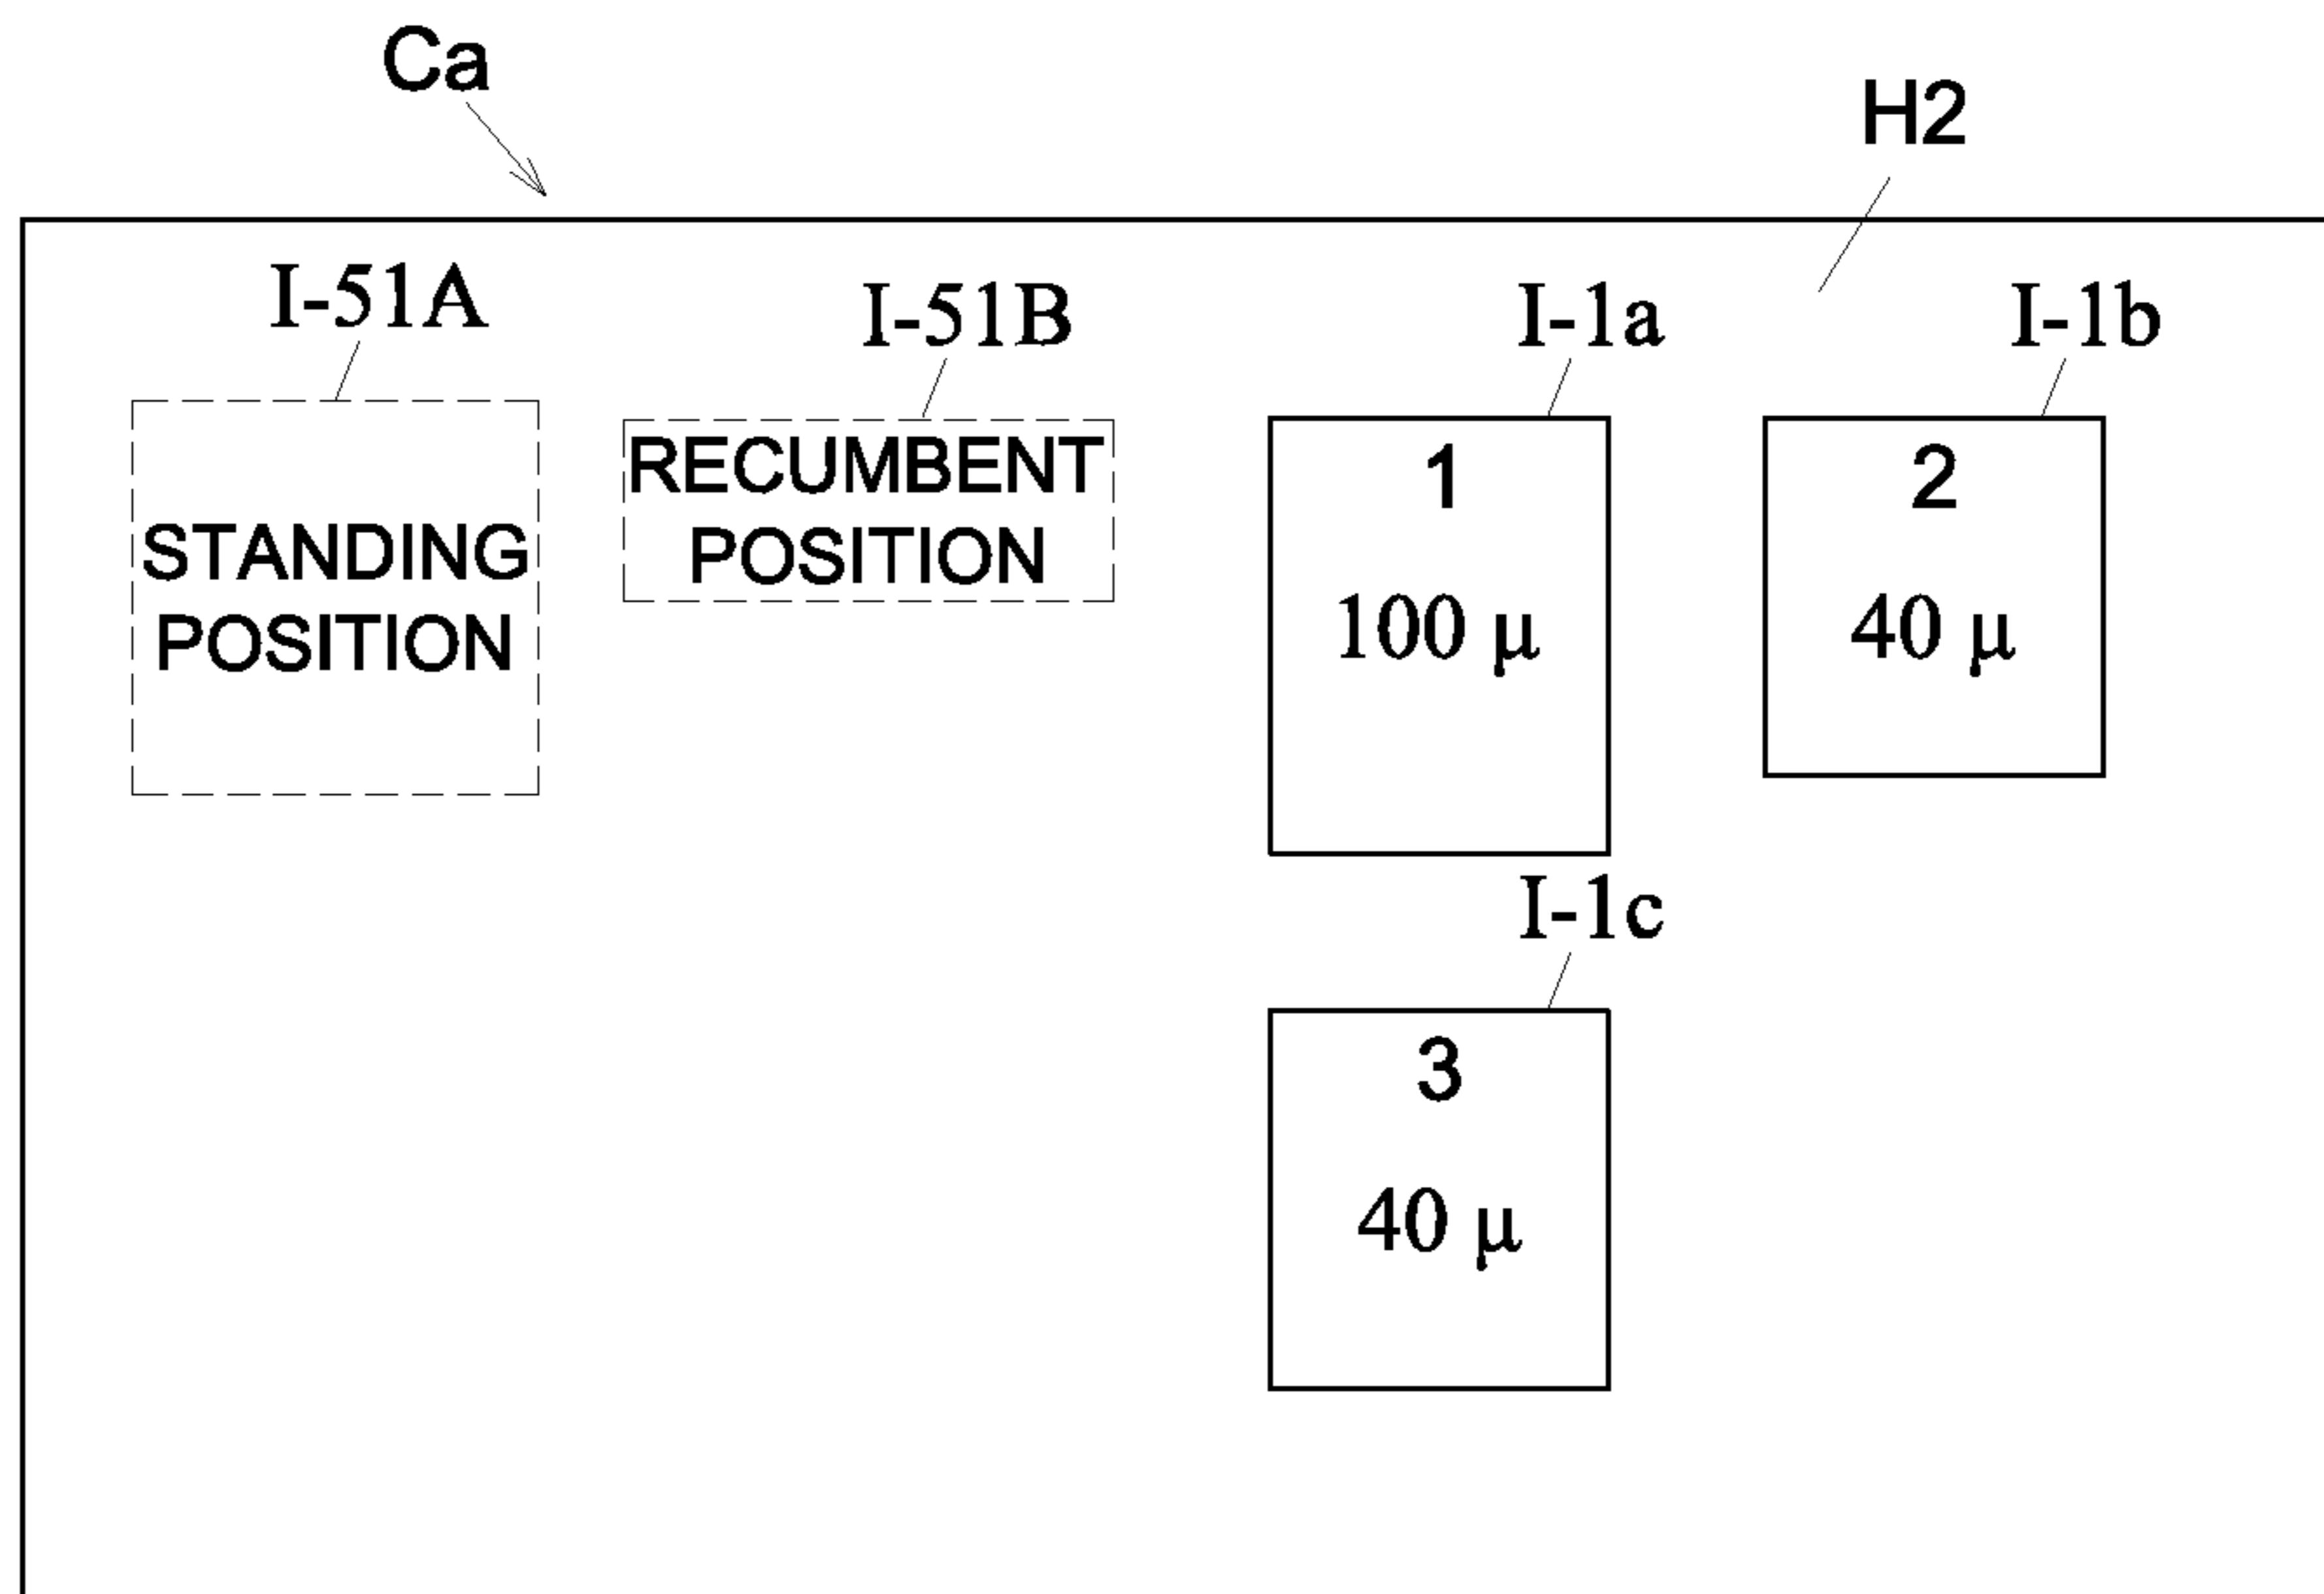 Ca
H2
I-51A
I-51B
I-1a
I-1b
STANDING
POSITION
RECUMBENT
POSITION
1
100 μ
2
40 μ
I-1c
3
40 μ